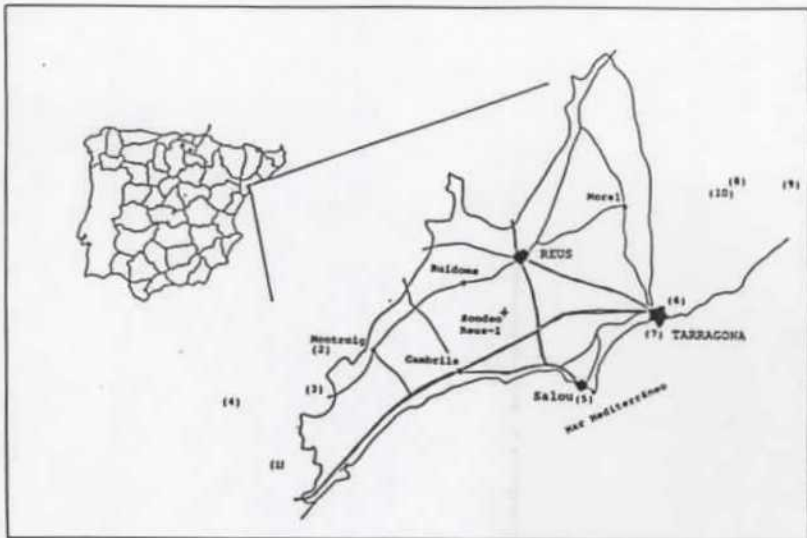 Morel
(8)
(10)
(9)
REUS
Ruidoms
Sondeo
Reus-1
(6)
(7) TARRAGONA
Montroig
(2)
Cambrils
(3)
Salou (5)
(4)
Mar Mediterráneo
(1)